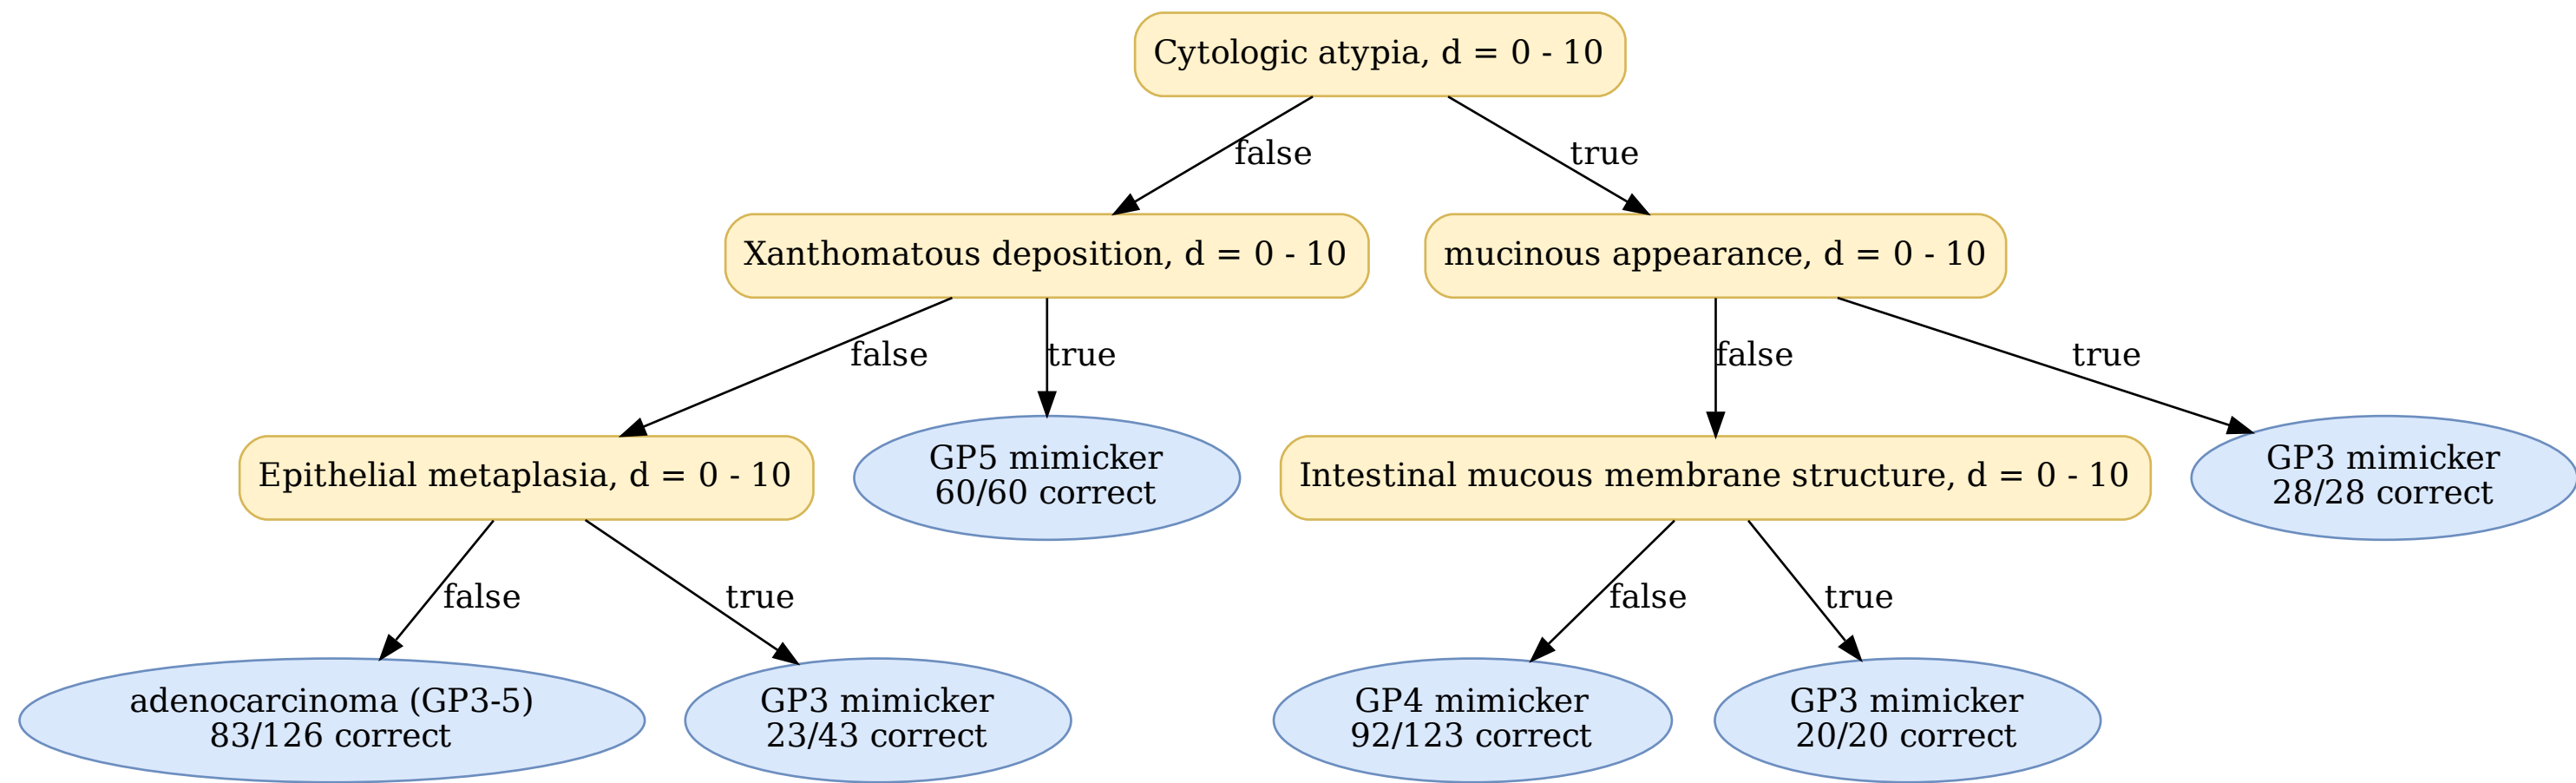 Cytologic atypia, d = 0 - 10
false
true
Xanthomatous deposition, d = 0 - 10
mucinous appearance, d = 0 - 10
false
true
false
true
Epithelial metaplasia, d = 0 - 10
GP5 mimicker
60/60 correct
Intestinal mucous membrane structure, d = 0 - 10
GP3 mimicker
28/28 correct
false
true
false
true
adenocarcinoma (GP3-5)
83/126 correct
GP3 mimicker
23/43 correct
GP4 mimicker
92/123 correct
GP3 mimicker
20/20 correct